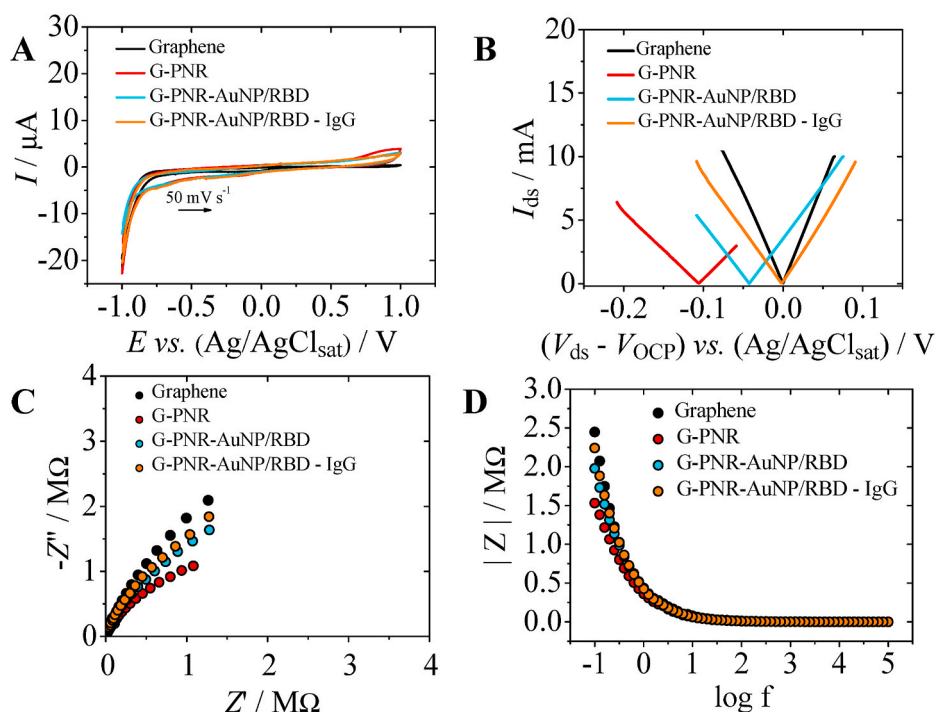 A
30
20
10
0
-10
-20
I / μA
Graphene
G-PNR
G-PNR-AuNP/RBD
G-PNR-AuNP/RBD - IgG
50 mV s⁻¹
-1.0 -0.5 0.0 0.5 1.0
E vs. (Ag/AgClsat) / V
B
20
15
10
5
0
Ids / mA
Graphene
G-PNR
G-PNR-AuNP/RBD
G-PNR-AuNP/RBD - IgG
-0.2 -0.1 0.0 0.1
(Vds - VOCP) vs. (Ag/AgClsat) / V
C
4
3
2
1
0
-Z'' / MΩ
Graphene
G-PNR
G-PNR-AuNP/RBD
G-PNR-AuNP/RBD - IgG
0 1 2 3 4
Z' / MΩ
D
3.0
2.5
2.0
1.5
1.0
0.5
0.0
| Z | / MΩ
Graphene
G-PNR
G-PNR-AuNP/RBD
G-PNR-AuNP/RBD - IgG
-1 0 1 2 3 4 5
log f